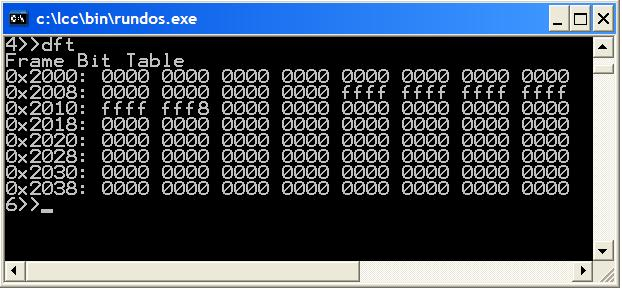 c:\lcc\bin\rundos.exe
4>>dft
Frame Bit Table
0x2000: 0000 0000 0000 0000 0000 0000 0000 0000
0x2008: 0000 0000 0000 0000 ffff ffff ffff ffff
0x2010: ffff fff8 0000 0000 0000 0000 0000 0000
0x2018: 0000 0000 0000 0000 0000 0000 0000 0000
0x2020: 0000 0000 0000 0000 0000 0000 0000 0000
0x2028: 0000 0000 0000 0000 0000 0000 0000 0000
0x2030: 0000 0000 0000 0000 0000 0000 0000 0000
0x2038: 0000 0000 0000 0000 0000 0000 0000 0000
6>>_